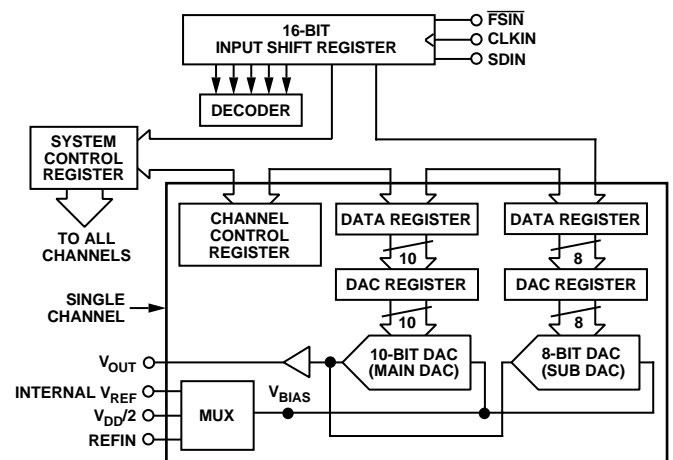 16-BIT
INPUT SHIFT REGISTER
FSIN
CLKIN
SDIN
DECODER
SYSTEM
CONTROL
REGISTER
TO ALL
CHANNELS
CHANNEL
CONTROL
REGISTER
DATA REGISTER
DATA REGISTER
10
8
DAC REGISTER
DAC REGISTER
10
8
SINGLE
CHANNEL
10-BIT DAC
(MAIN DAC)
8-BIT DAC
(SUB DAC)
VOUT
INTERNAL VREF
VDD/2
REFIN
MUX
VBIAS